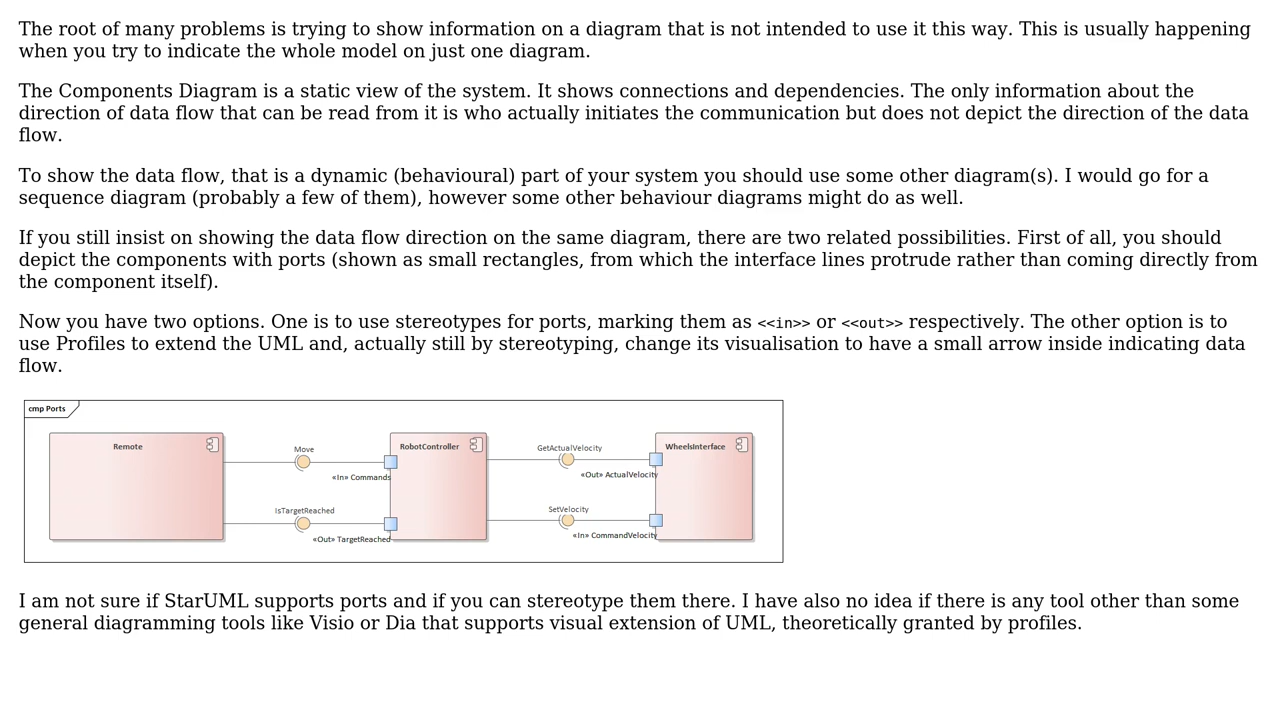 The root of many problems is trying to show information on a diagram that is not intended to use it this way. This is usually happening
when you try to indicate the whole model on just one diagram.
The Components Diagram is a static view of the system. It shows connections and dependencies. The only information about the
direction of data flow that can be read from it is who actually initiates the communication but does not depict the direction of the data
flow.
To show the data flow, that is a dynamic (behavioural) part of your system you should use some other diagram(s). I would go for a
sequence diagram (probably a few of them), however some other behaviour diagrams might do as well.
If you still insist on showing the data flow direction on the same diagram, there are two related possibilities. First of all, you should
depict the components with ports (shown as small rectangles, from which the interface lines protrude rather than coming directly from
the component itself).
Now you have two options. One is to use stereotypes for ports, marking them as <<in>> or <<out>> respectively. The other option is to
use Profiles to extend the UML and, actually still by stereotyping, change its visualisation to have a small arrow inside indicating data
flow.
cmp Ports
Remote
Move
«In» Commands
IsTargetReached
«Out» TargetReached
RobotController
GetActualVelocity
«Out» ActualVelocity
SetVelocity
«In» CommandVelocity
WheelsInterface
I am not sure if StarUML supports ports and if you can stereotype them there. I have also no idea if there is any tool other than some
general diagramming tools like Visio or Dia that supports visual extension of UML, theoretically granted by profiles.